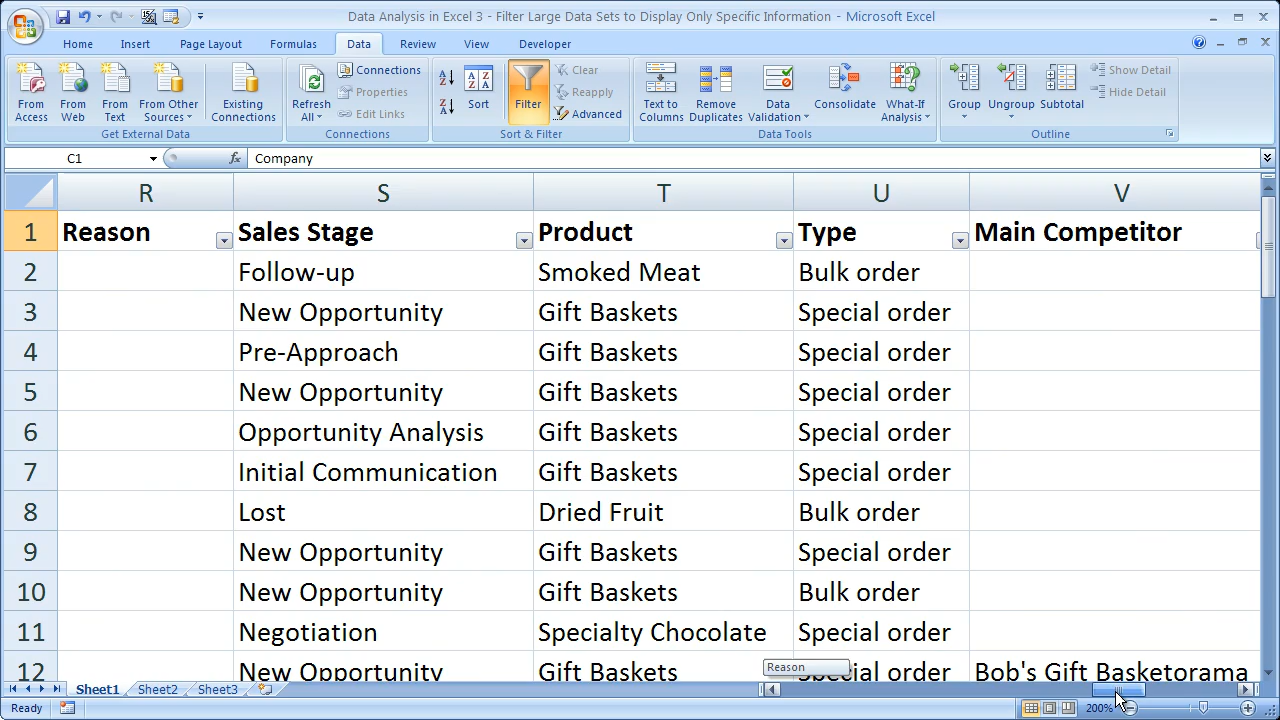 Data Analysis in Excel 3 - Filter Large Data Sets to Display Only Specific Information - Microsoft Excel
Home Insert Page Layout Formulas Data Review View Developer
From Access
From Web
From Text
From Other Sources
Existing Connections
Get External Data
Refresh All
Connections
Properties
Edit Links
Connections
Sort
Filter
Clear
Reapply
Advanced
Sort & Filter
Text to Columns
Remove Duplicates
Data Validation
Consolidate
What-If Analysis
Data Tools
Group
Ungroup
Subtotal
Show Detail
Hide Detail
Outline
C1 fx Company
R S T U V
1 Reason Sales Stage Product Type Main Competitor
2 Follow-up Smoked Meat Bulk order
3 New Opportunity Gift Baskets Special order
4 Pre-Approach Gift Baskets Special order
5 New Opportunity Gift Baskets Special order
6 Opportunity Analysis Gift Baskets Special order
7 Initial Communication Gift Baskets Special order
8 Lost Dried Fruit Bulk order
9 New Opportunity Gift Baskets Special order
10 New Opportunity Gift Baskets Bulk order
11 Negotiation Specialty Chocolate Special order
12 New Opportunity Gift Baskets order Bob's Gift Basketorama
Reason
Sheet1 Sheet2 Sheet3
Ready 200%